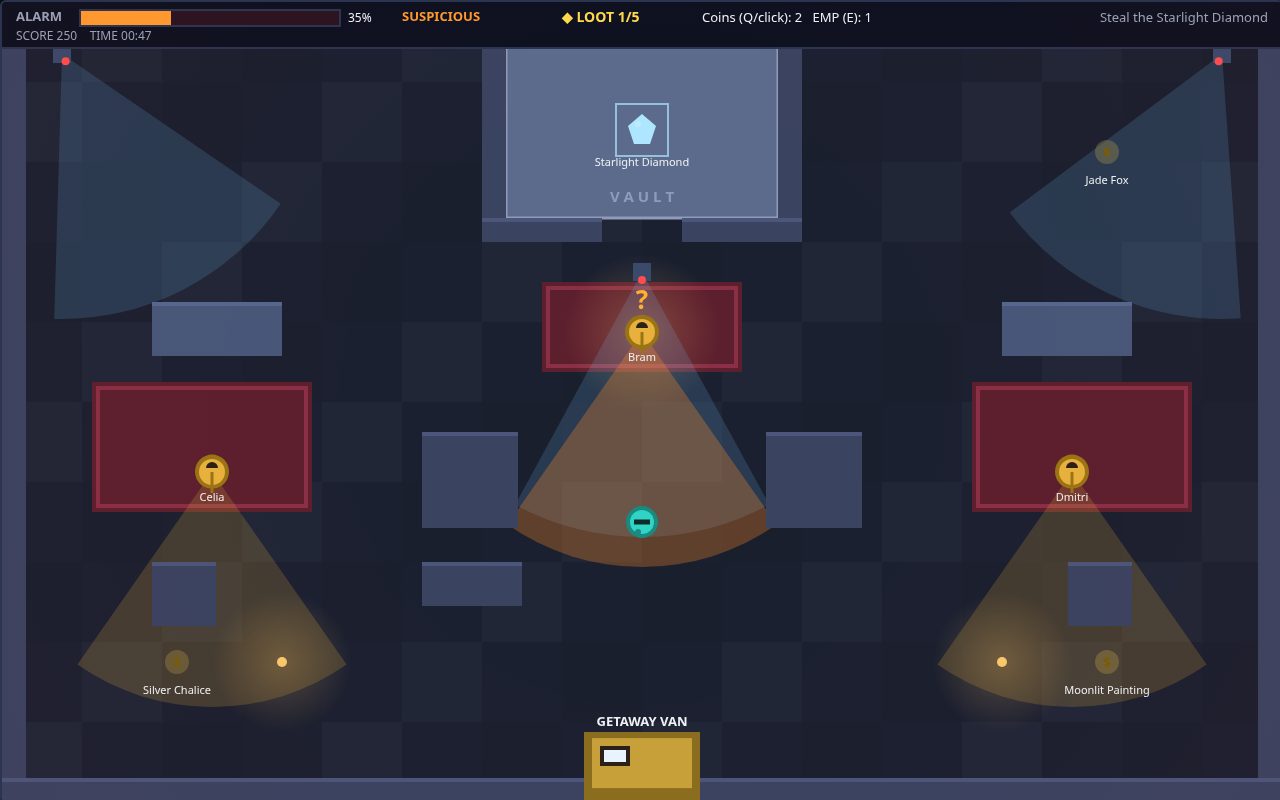 ALARM 35% SUSPICIOUS ◆ LOOT 1/5 Coins (Q/click): 2 EMP (E): 1 Steal the Starlight Diamond
SCORE 250 TIME 00:47
Starlight Diamond
Jade Fox
VAULT
?
Bram
Celia
Dmitri
Silver Chalice
Moonlit Painting
GETAWAY VAN